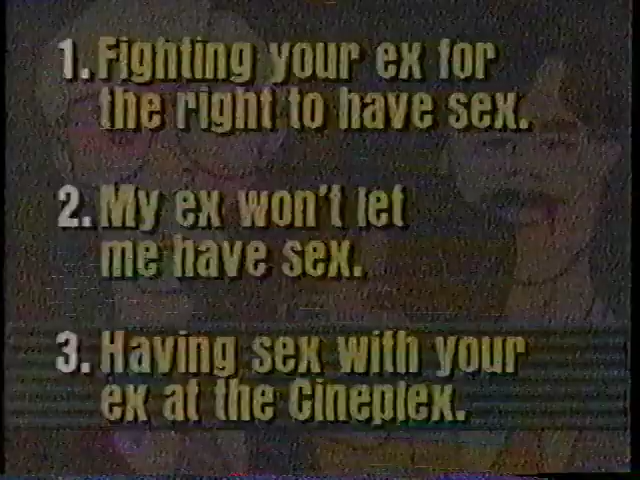 1. Fighting your ex for
the right to have sex.
2. My ex won't let
me have sex.
3. Having sex with your
ex at the Cineplex.